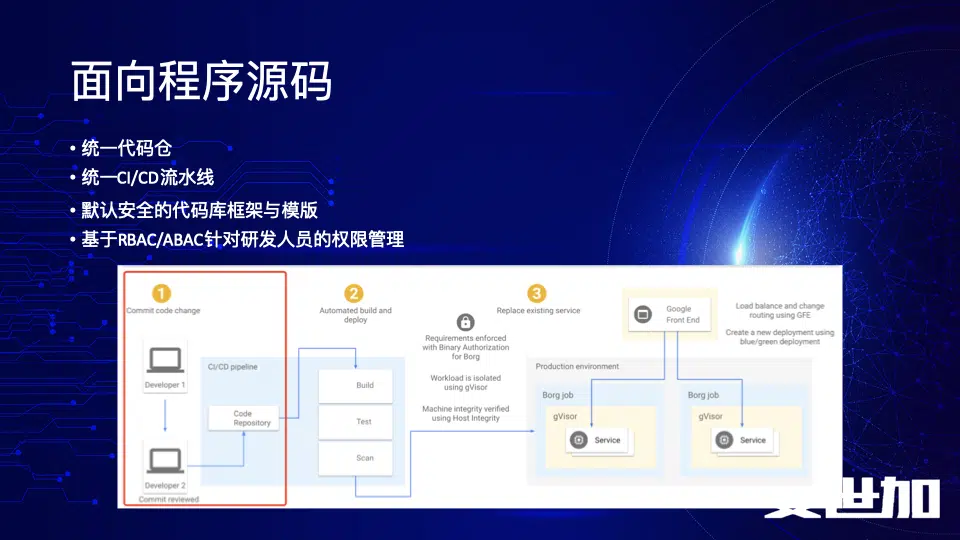 面向程序源码
• 统一代码仓
• 统一CI/CD流水线
• 默认安全的代码库框架与模版
• 基于RBAC/ABAC针对研发人员的权限管理
1
Commit code change
Developer 1
Developer 2
Commit reviewed
CI/CD pipeline
Code
Repository
2
Automated build and
deploy
Build
Test
Scan
Requirements enforced
with Binary Authorization
for Borg
Workload is isolated
using gVisor
Machine integrity verified
using Host Integrity
3
Replace existing service
Google
Front End
Load balance and change
routing using GFE
Create a new deployment using
blue/green deployment
Production environment
Borg job
gVisor
Service
Borg job
gVisor
Service
世加